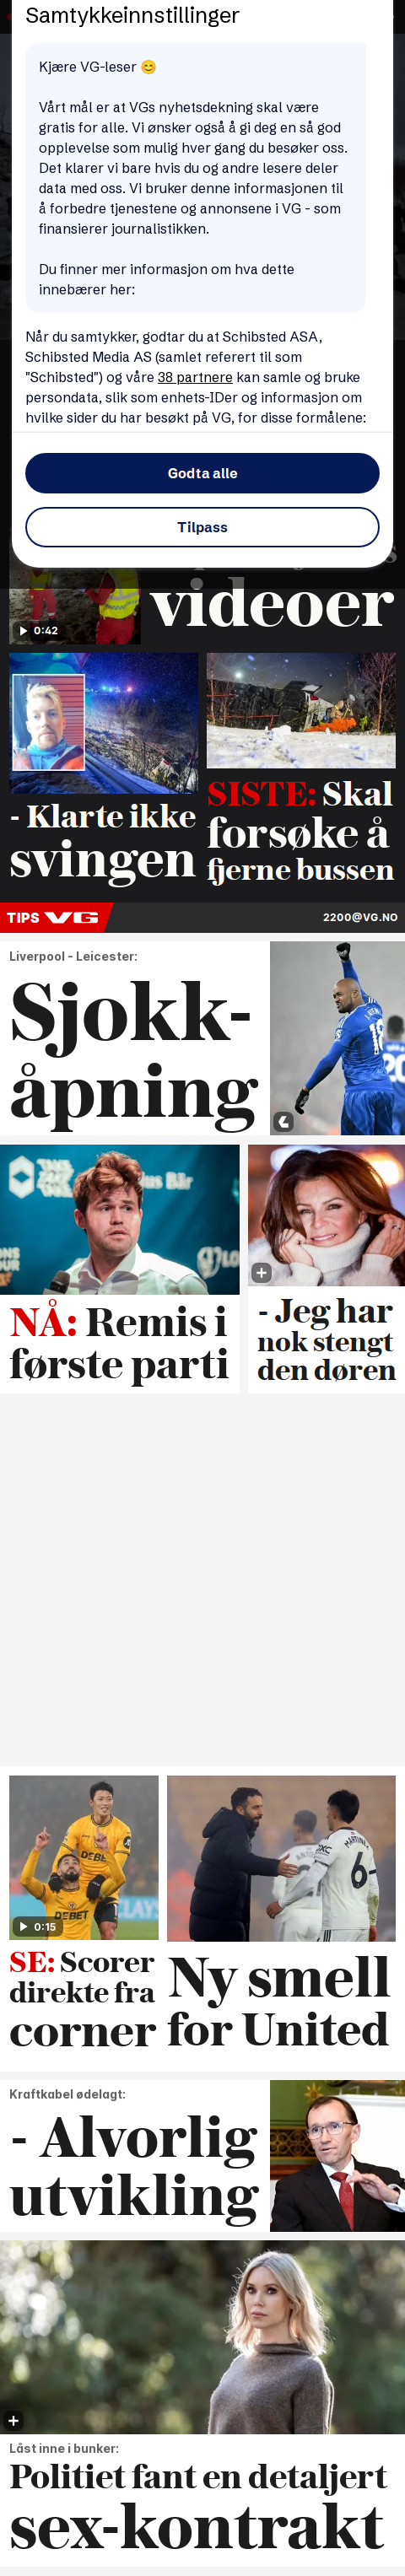 Samtykkeinnstillinger
Kjære VG-leser 😊
Vårt mål er at VGs nyhetsdekning skal være
gratis for alle. Vi ønsker også å gi deg en så god
opplevelse som mulig hver gang du besøker oss.
Det klarer vi bare hvis du og andre lesere deler
data med oss. Vi bruker denne informasjonen til
å forbedre tjenestene og annonsene i VG - som
finansierer journalistikken.
Du finner mer informasjon om hva dette
innebærer her:
Når du samtykker, godtar du at Schibsted ASA,
Schibsted Media AS (samlet referert til som
"Schibsted") og våre 38 partnere kan samle og bruke
persondata, slik som enhets-IDer og informasjon om
hvilke sider du har besøkt på VG, for disse formålene:
Godta alle
Tilpass
videoer
0:42
- Klarte ikke
svingen
SISTE: Skal
forsøke å
fjerne bussen
TIPS VG
2200@VG.NO
Liverpool - Leicester:
Sjokk-
åpning
18
20
NÅ: Remis i
første parti
- Jeg har
nok stengt
den døren
DEBET
DEBET
0:15
MARTINEZ
6
SE: Scorer
direkte fra
corner
Ny smell
for United
Kraftkabel ødelagt:
- Alvorlig
utvikling
Låst inne i bunker:
Politiet fant en detaljert
sex-kontrakt